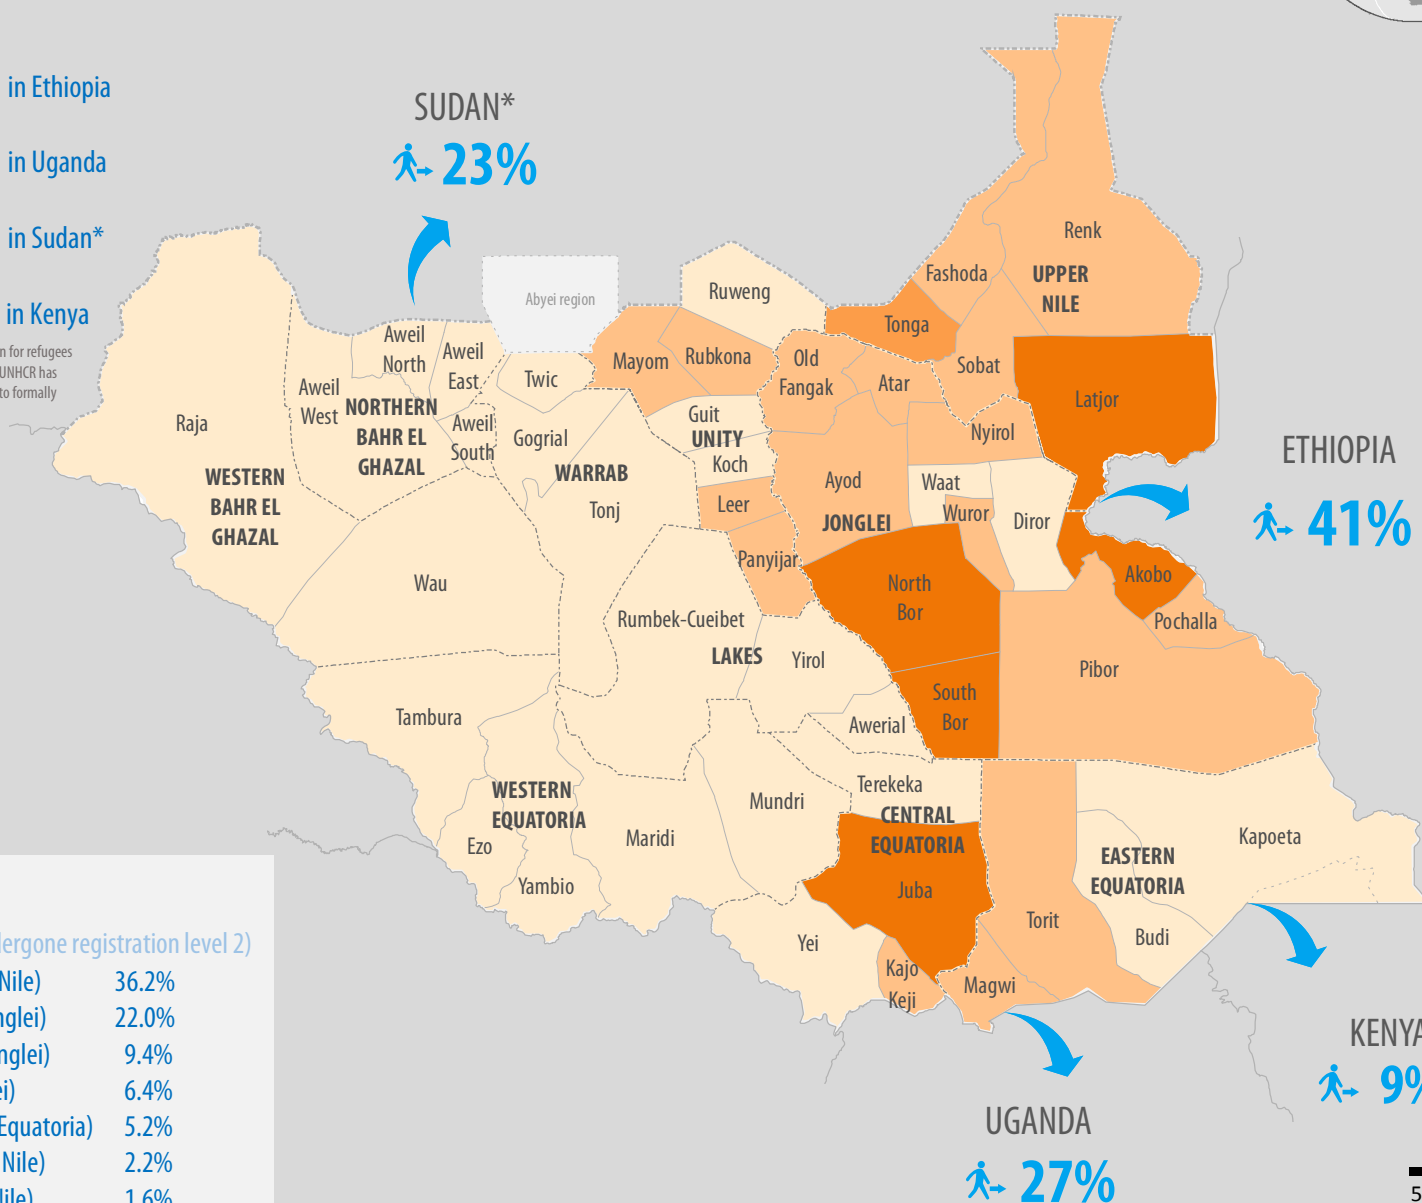 in Ethiopia
in Uganda
in Sudan*
in Kenya
n for refugees
UNHCR has
to formally
SUDAN*
23%
Abyei region
Renk
UPPER
NILE
Fashoda
Ruweng
Tonga
Sobat
Latjor
Mayom
Rubkona
Old
Fangak
Atar
Nyirol
Aweil
North
Aweil
East
Aweil
West
Aweil
South
NORTHERN
BAHR EL
GHAZAL
Twic
Gogrial
WARRAB
Tonj
Guit
UNITY
Koch
Leer
Panyijar
Ayod
JONGLEI
Waat
Wuror
Diror
ETHIOPIA
41%
Raja
WESTERN
BAHR EL
GHAZAL
Wau
North
Bor
Akobo
Pochalla
Pibor
Rumbek-Cueibet
LAKES
Yirol
South
Bor
Awerial
Tambura
WESTERN
EQUATORIA
Ezo
Yambio
Maridi
Mundri
Terekeka
CENTRAL
EQUATORIA
Juba
Yei
Kajo
Keji
Magwi
Torit
EASTERN
EQUATORIA
Budi
Kapoeta
KENYA
9%
UGANDA
27%
dergone registration level 2)
Nile) 36.2%
nglei) 22.0%
nglei) 9.4%
ei) 6.4%
Equatoria) 5.2%
Nile) 2.2%
Nile) 1.6%
5